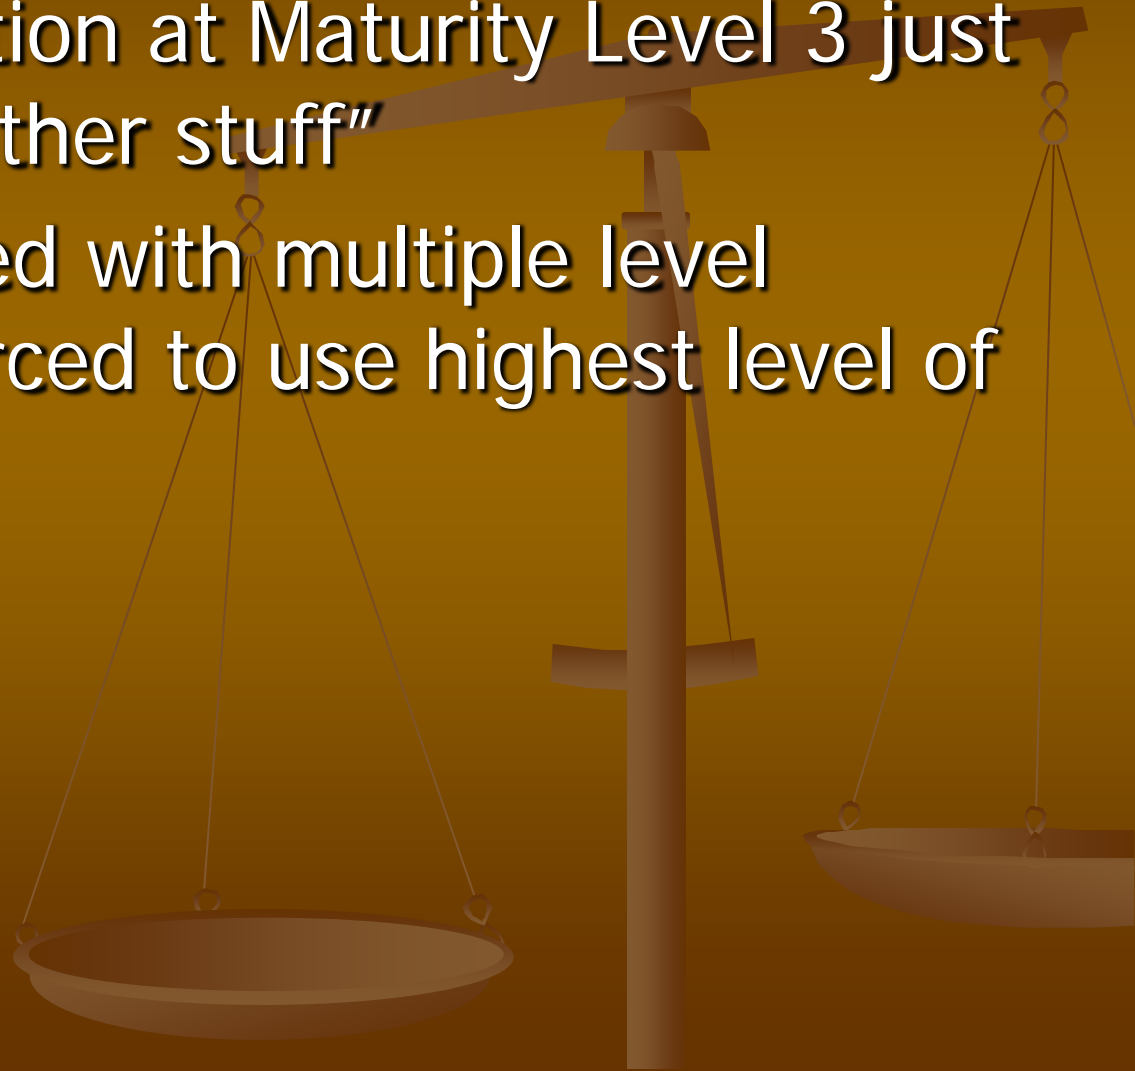 tion at Maturity Level 3 just
ther stuff”
ed with multiple level
rced to use highest level of